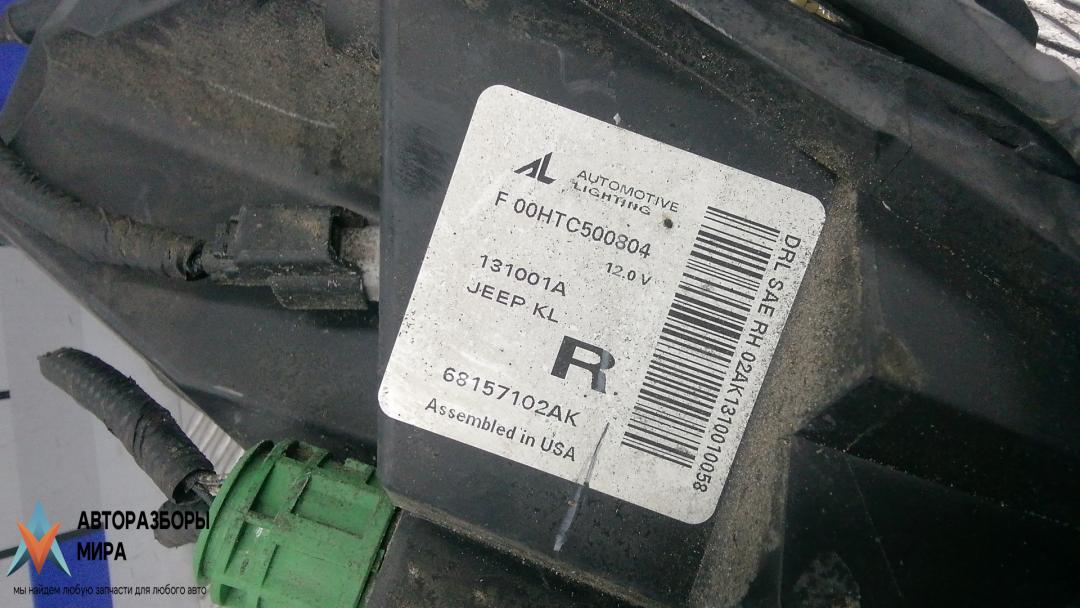 AL AUTOMOTIVE
LIGHTING
F 00HTC500804
12.0 V
131001A
JEEP KL
R
68157102AK
Assembled in USA
DRL SAE RH 02AK1310010058
АВТОРАЗБОРЫ
МИРА
мы найдем любую запчасти для любого авто